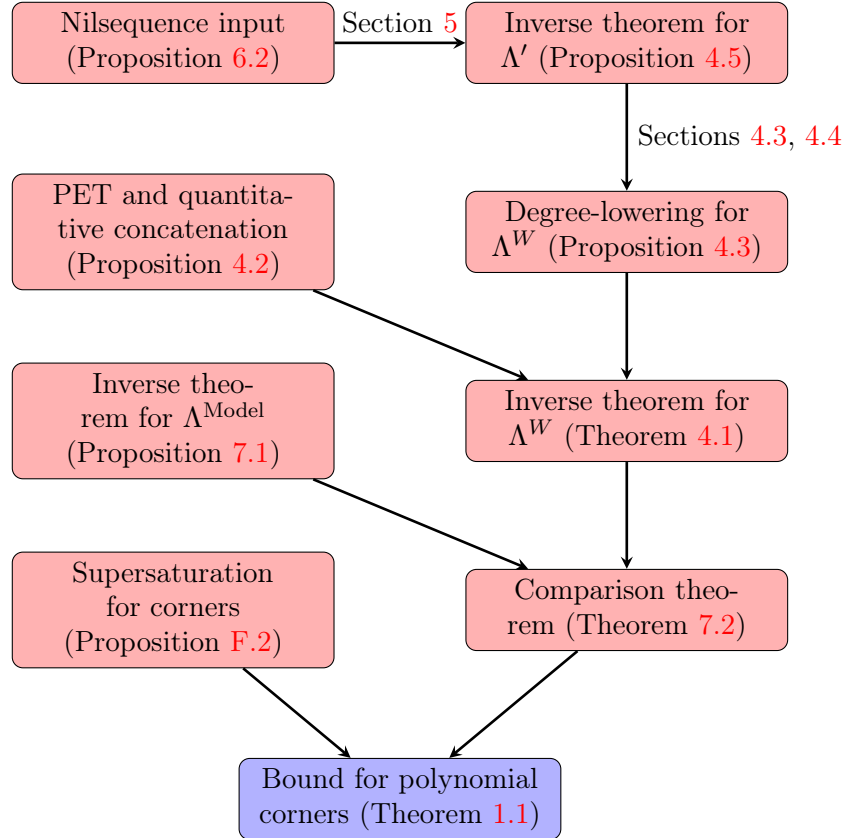 Nilsequence input
(Proposition 6.2)
Section 5
Inverse theorem for
Λ′ (Proposition 4.5)
Sections 4.3, 4.4
PET and quantita-
tive concatenation
(Proposition 4.2)
Degree-lowering for
Λ^W (Proposition 4.3)
Inverse theo-
rem for Λ^Model
(Proposition 7.1)
Inverse theorem for
Λ^W (Theorem 4.1)
Supersaturation
for corners
(Proposition F.2)
Comparison theo-
rem (Theorem 7.2)
Bound for polynomial
corners (Theorem 1.1)